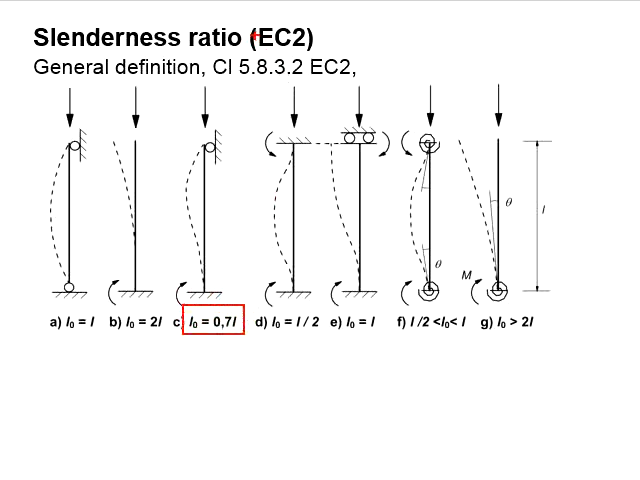 Slenderness ratio (EC2)
General definition, Cl 5.8.3.2 EC2,
θ
l
θ
M
a) l₀ = l b) l₀ = 2l c) l₀ = 0,7l d) l₀ = l / 2 e) l₀ = l f) l /2 <l₀< l g) l₀ > 2l